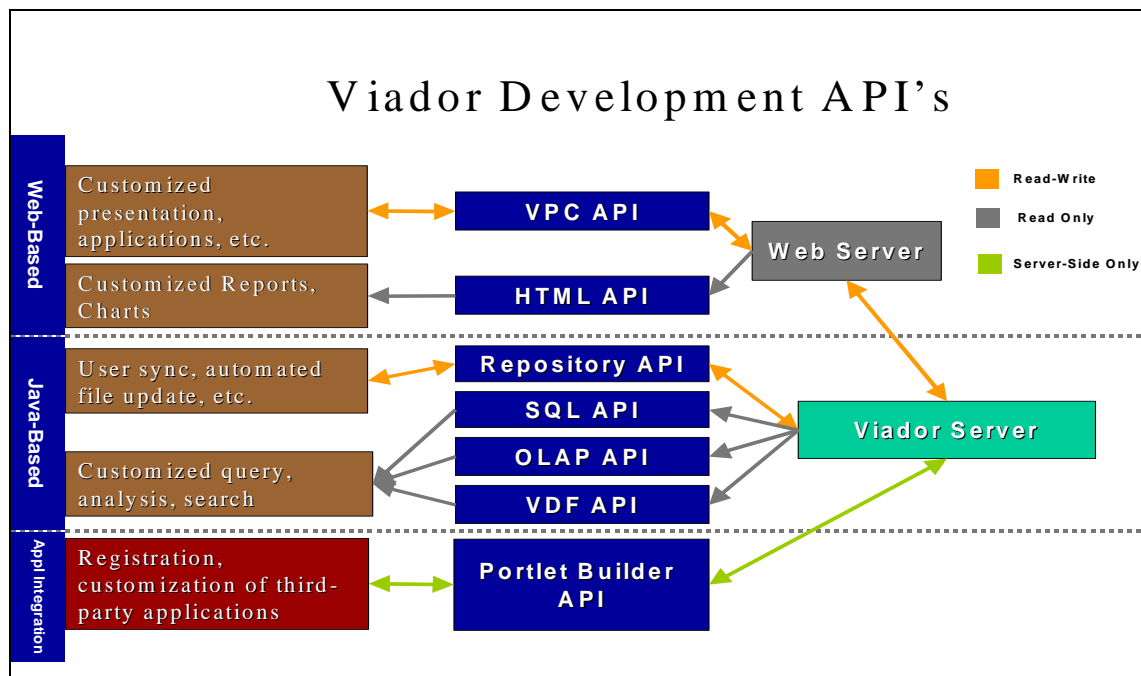 Viador Development API's
Web-Based
Customized
presentation,
applications, etc.
VPC API
Web Server
Read-Write
Read Only
Server-Side Only
Customized Reports,
Charts
HTML API
Java-Based
User sync, automated
file update, etc.
Repository API
SQL API
Viador Server
OLAP API
Customized query,
analysis, search
VDF API
Appl Integration
Registration,
customization of third-
party applications
Portlet Builder
API